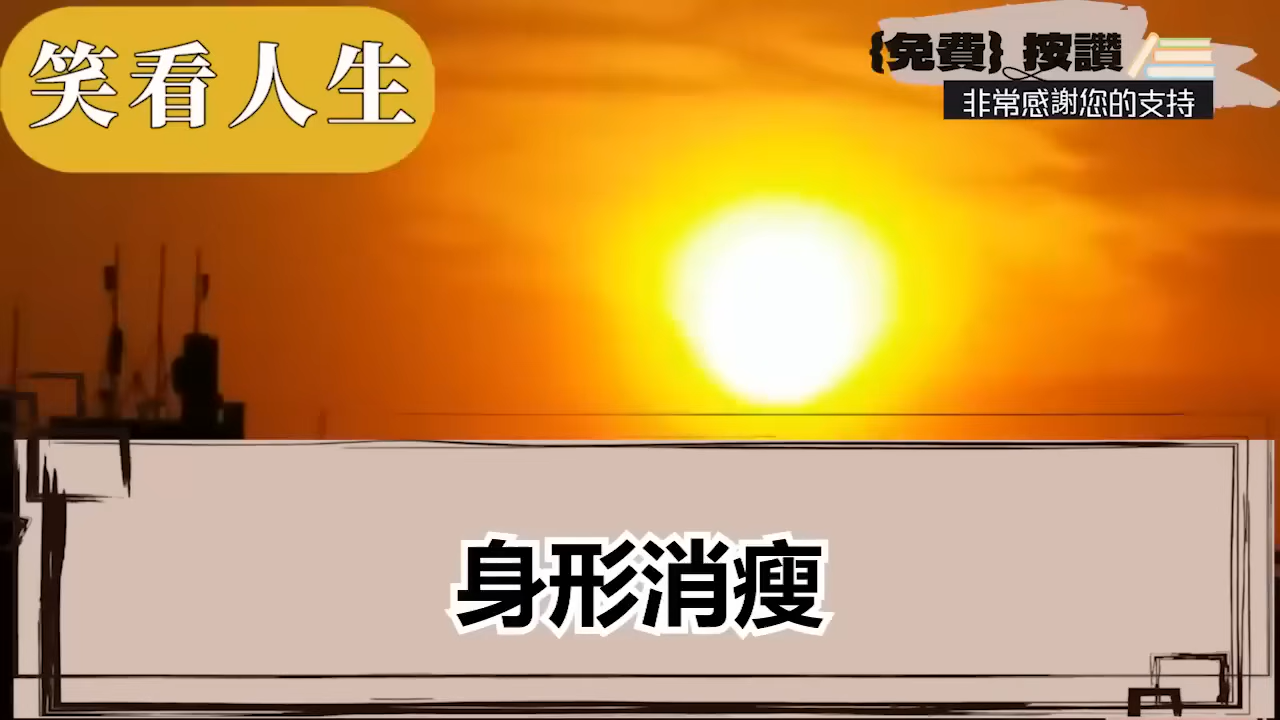 笑看人生
{免費} 按讚
非常感謝您的支持
身形消瘦